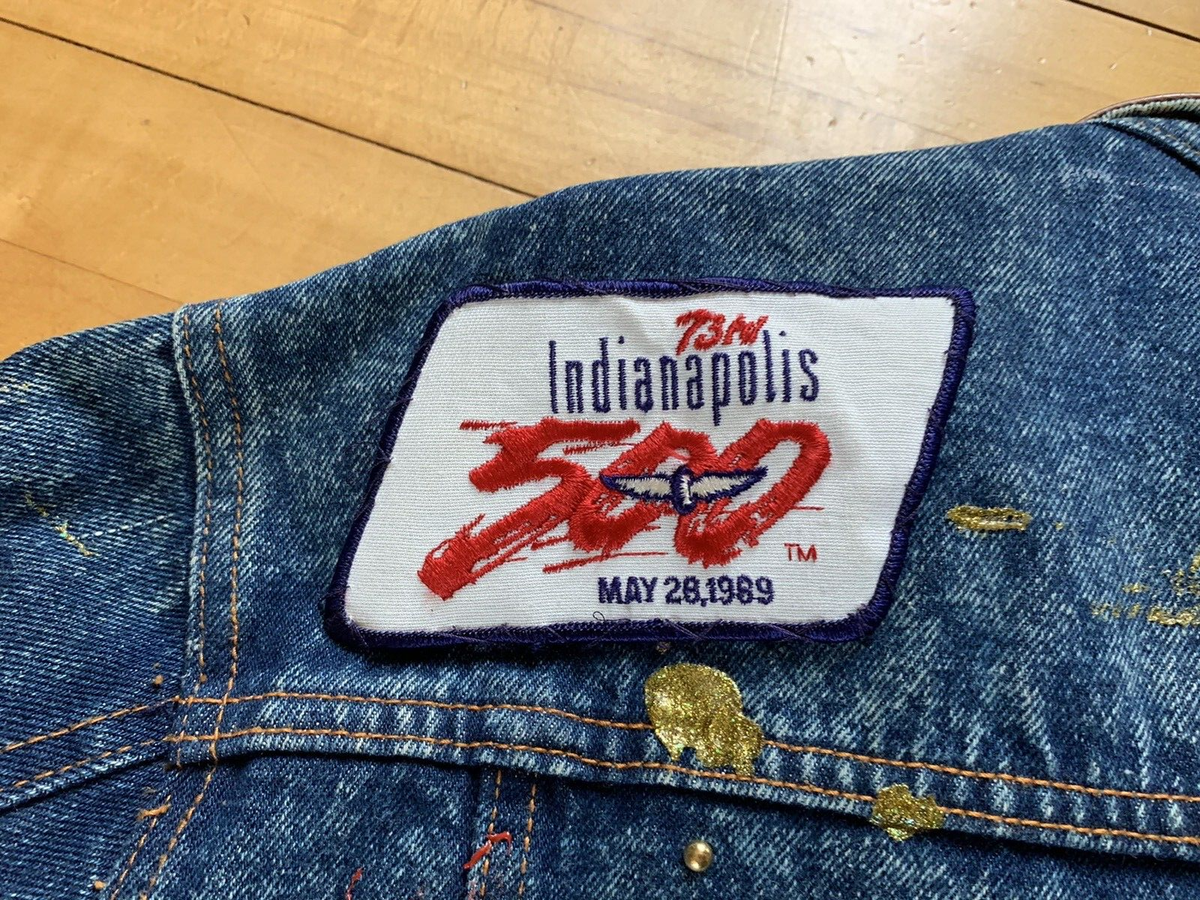 73rd
Indianapolis
500
TM
MAY 28,1989